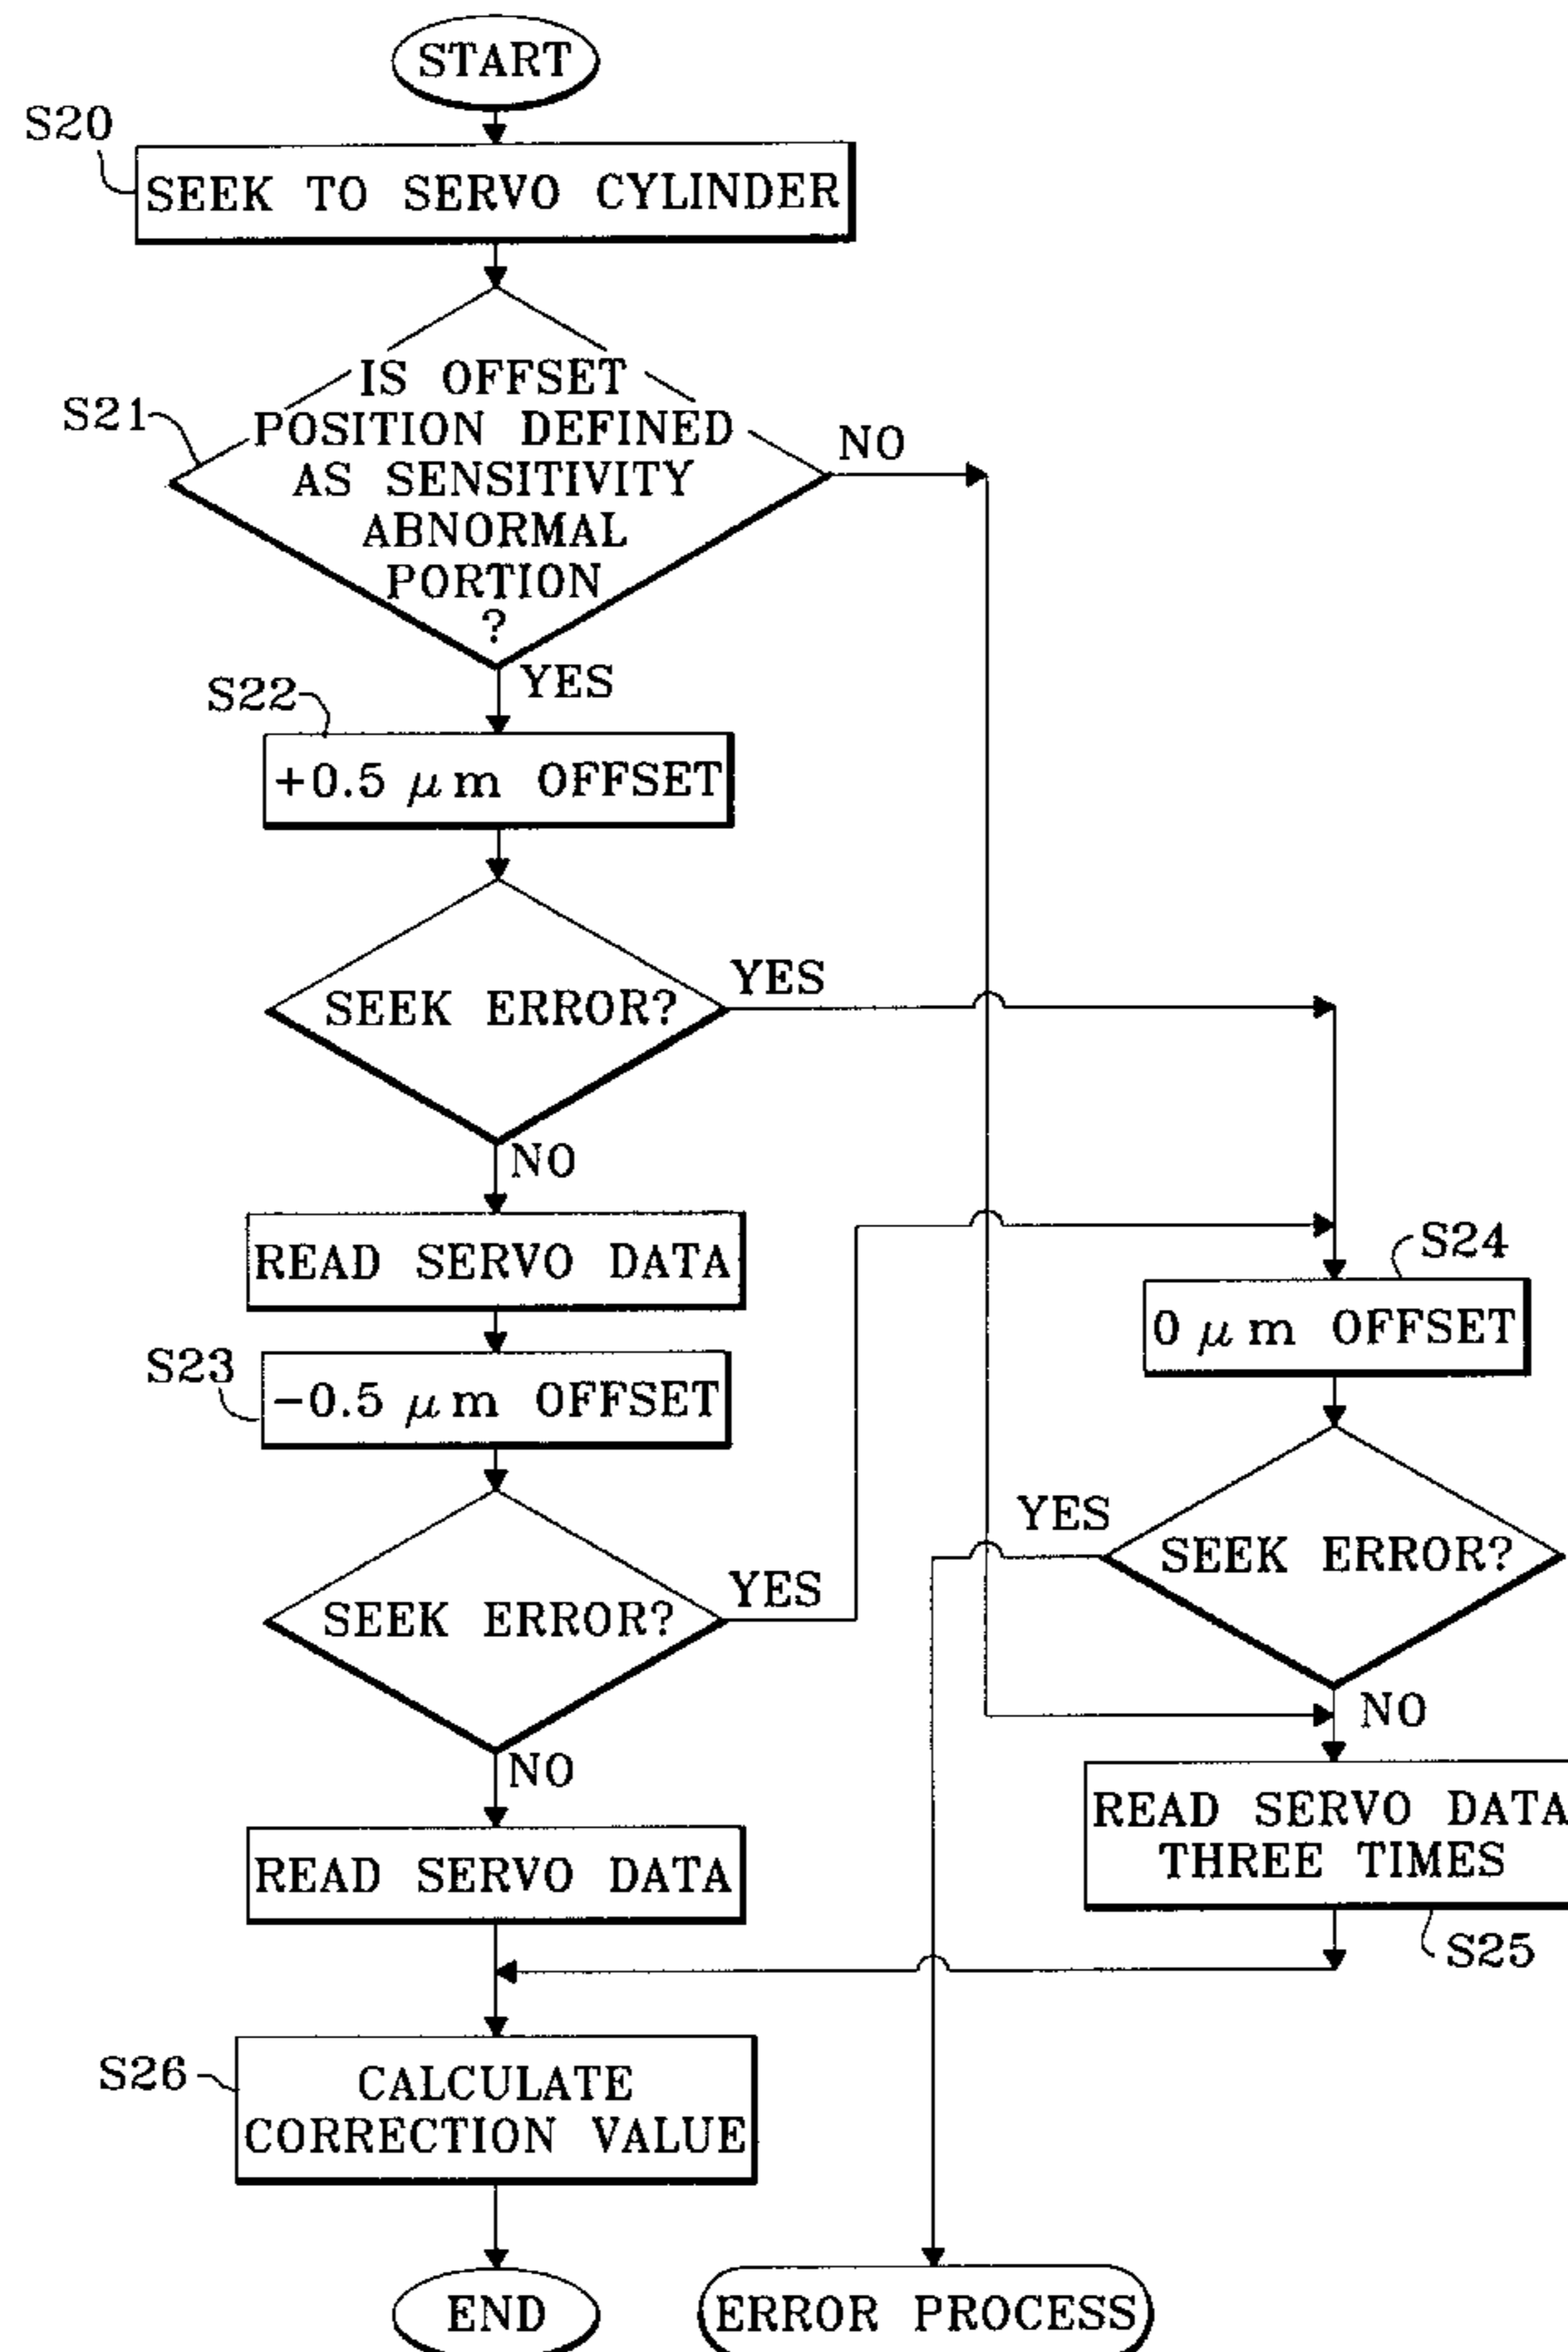 START
S20
SEEK TO SERVO CYLINDER
S21
IS OFFSET
POSITION DEFINED
AS SENSITIVITY
ABNORMAL
PORTION
?
NO
YES
S22
+0.5 μm OFFSET
SEEK ERROR?
YES
NO
READ SERVO DATA
S23
-0.5 μm OFFSET
SEEK ERROR?
YES
NO
READ SERVO DATA
S24
0 μm OFFSET
YES
SEEK ERROR?
NO
READ SERVO DATA
THREE TIMES
S25
S26
CALCULATE
CORRECTION VALUE
END
ERROR PROCESS